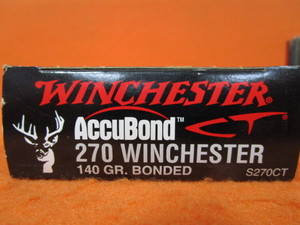 WINCHESTER
AccuBond™ CT
270 WINCHESTER
140 GR. BONDED S270CT